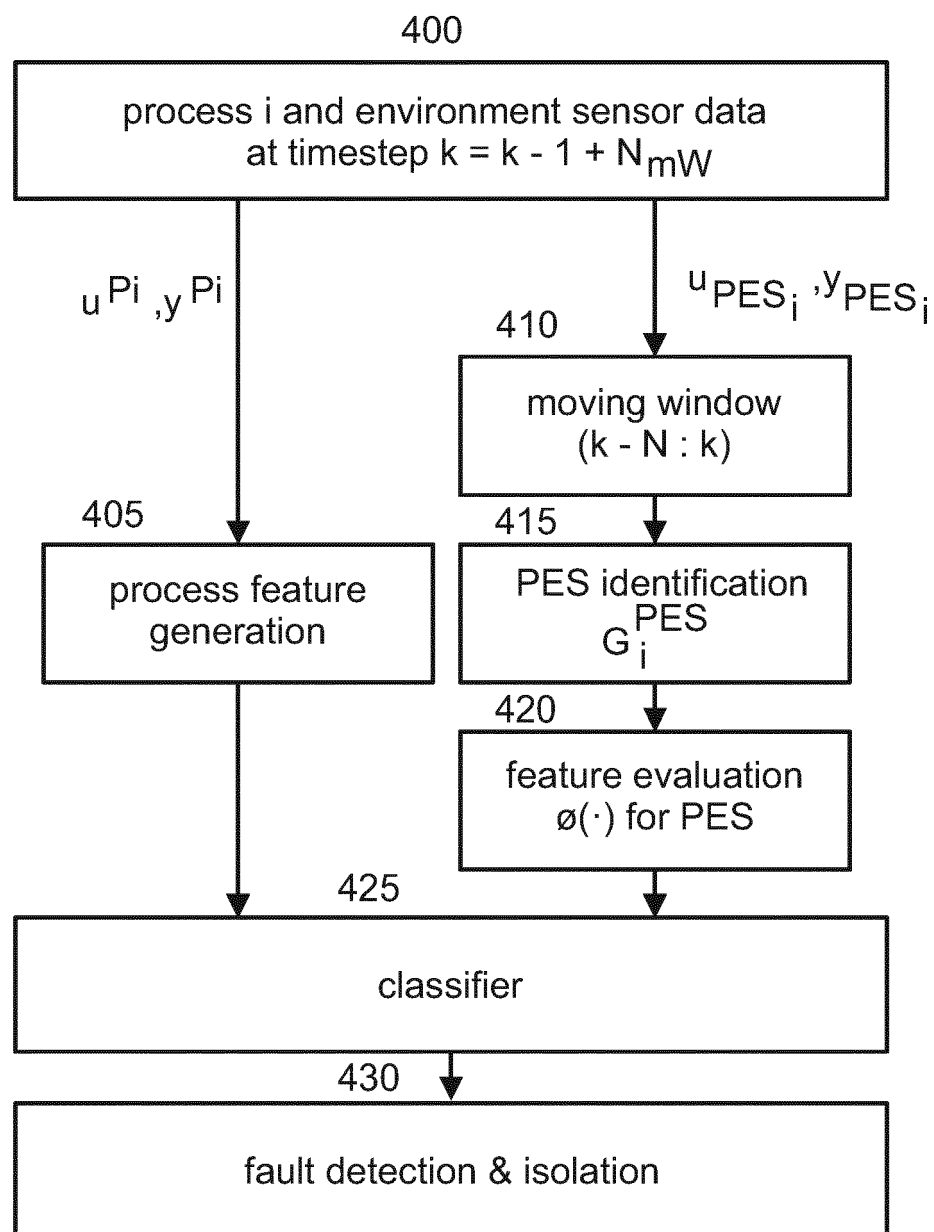 400
process i and environment sensor data
at timestep k = k - 1 + N_mW
u^Pi ,y^Pi
u_PES_i ,y_PES_i
410
moving window
(k - N : k)
405
process feature
generation
415
PES identification
G_i^PES
420
feature evaluation
ø(·) for PES
425
classifier
430
fault detection & isolation